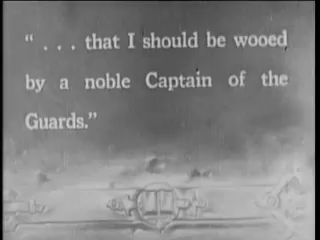 “ . . . that I should be wooed
by a noble Captain of the
Guards.”